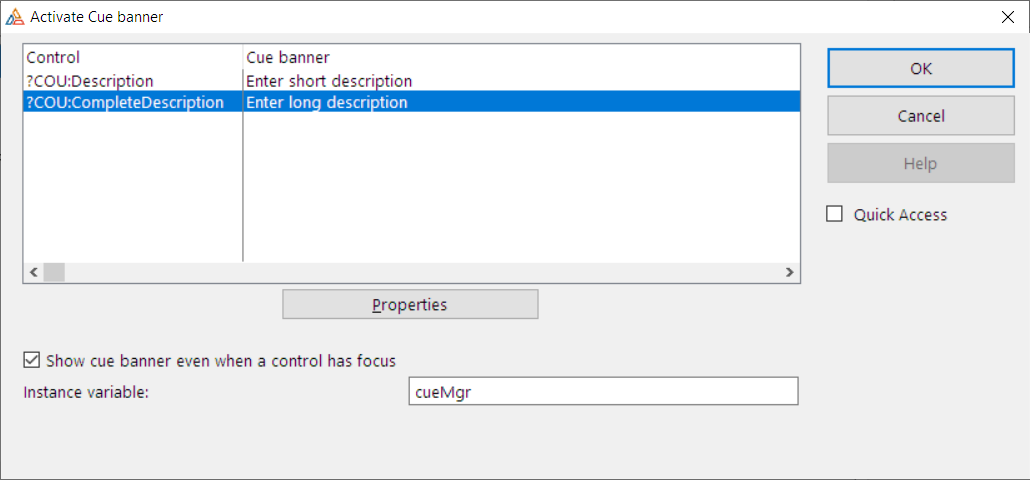 Activate Cue banner
Control Cue banner
?COU:Description Enter short description
?COU:CompleteDescription Enter long description
OK
Cancel
Help
Quick Access
Properties
Show cue banner even when a control has focus
Instance variable: cueMgr